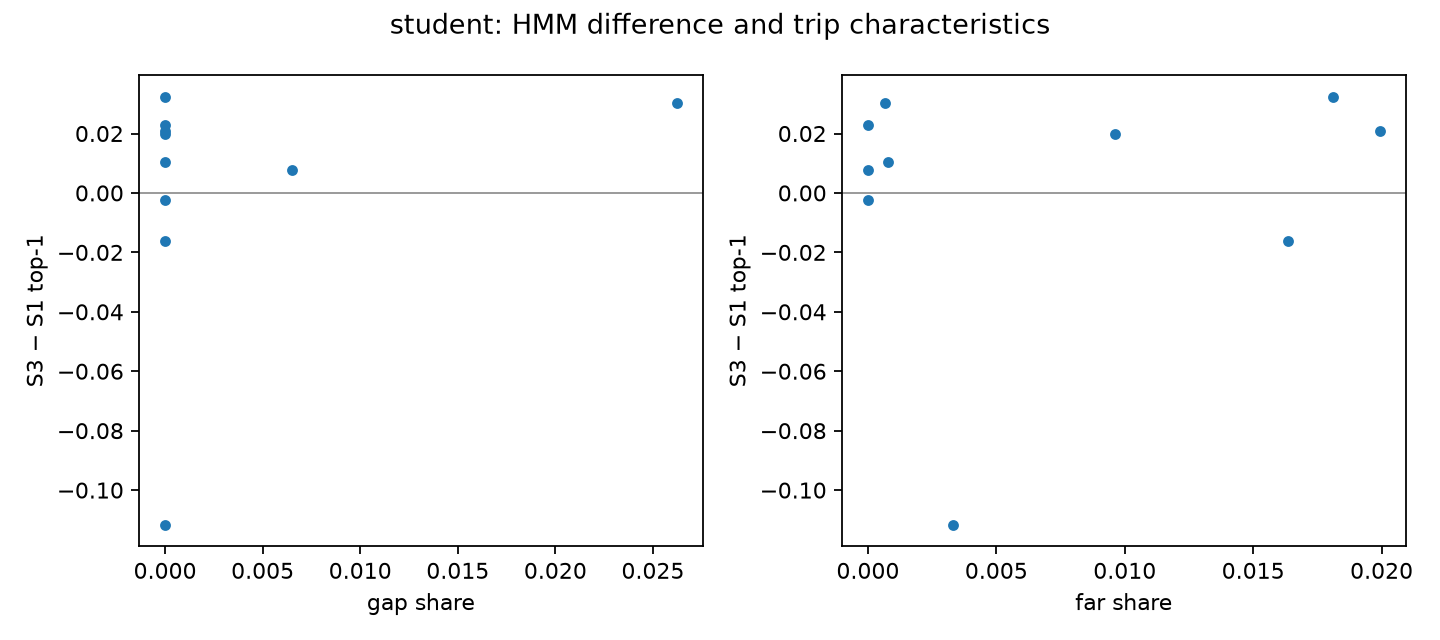 student: HMM difference and trip characteristics
S3 − S1 top-1
0.02
0.00
−0.02
−0.04
−0.06
−0.08
−0.10
0.000 0.005 0.010 0.015 0.020 0.025
gap share
S3 − S1 top-1
0.02
0.00
−0.02
−0.04
−0.06
−0.08
−0.10
0.000 0.005 0.010 0.015 0.020
far share